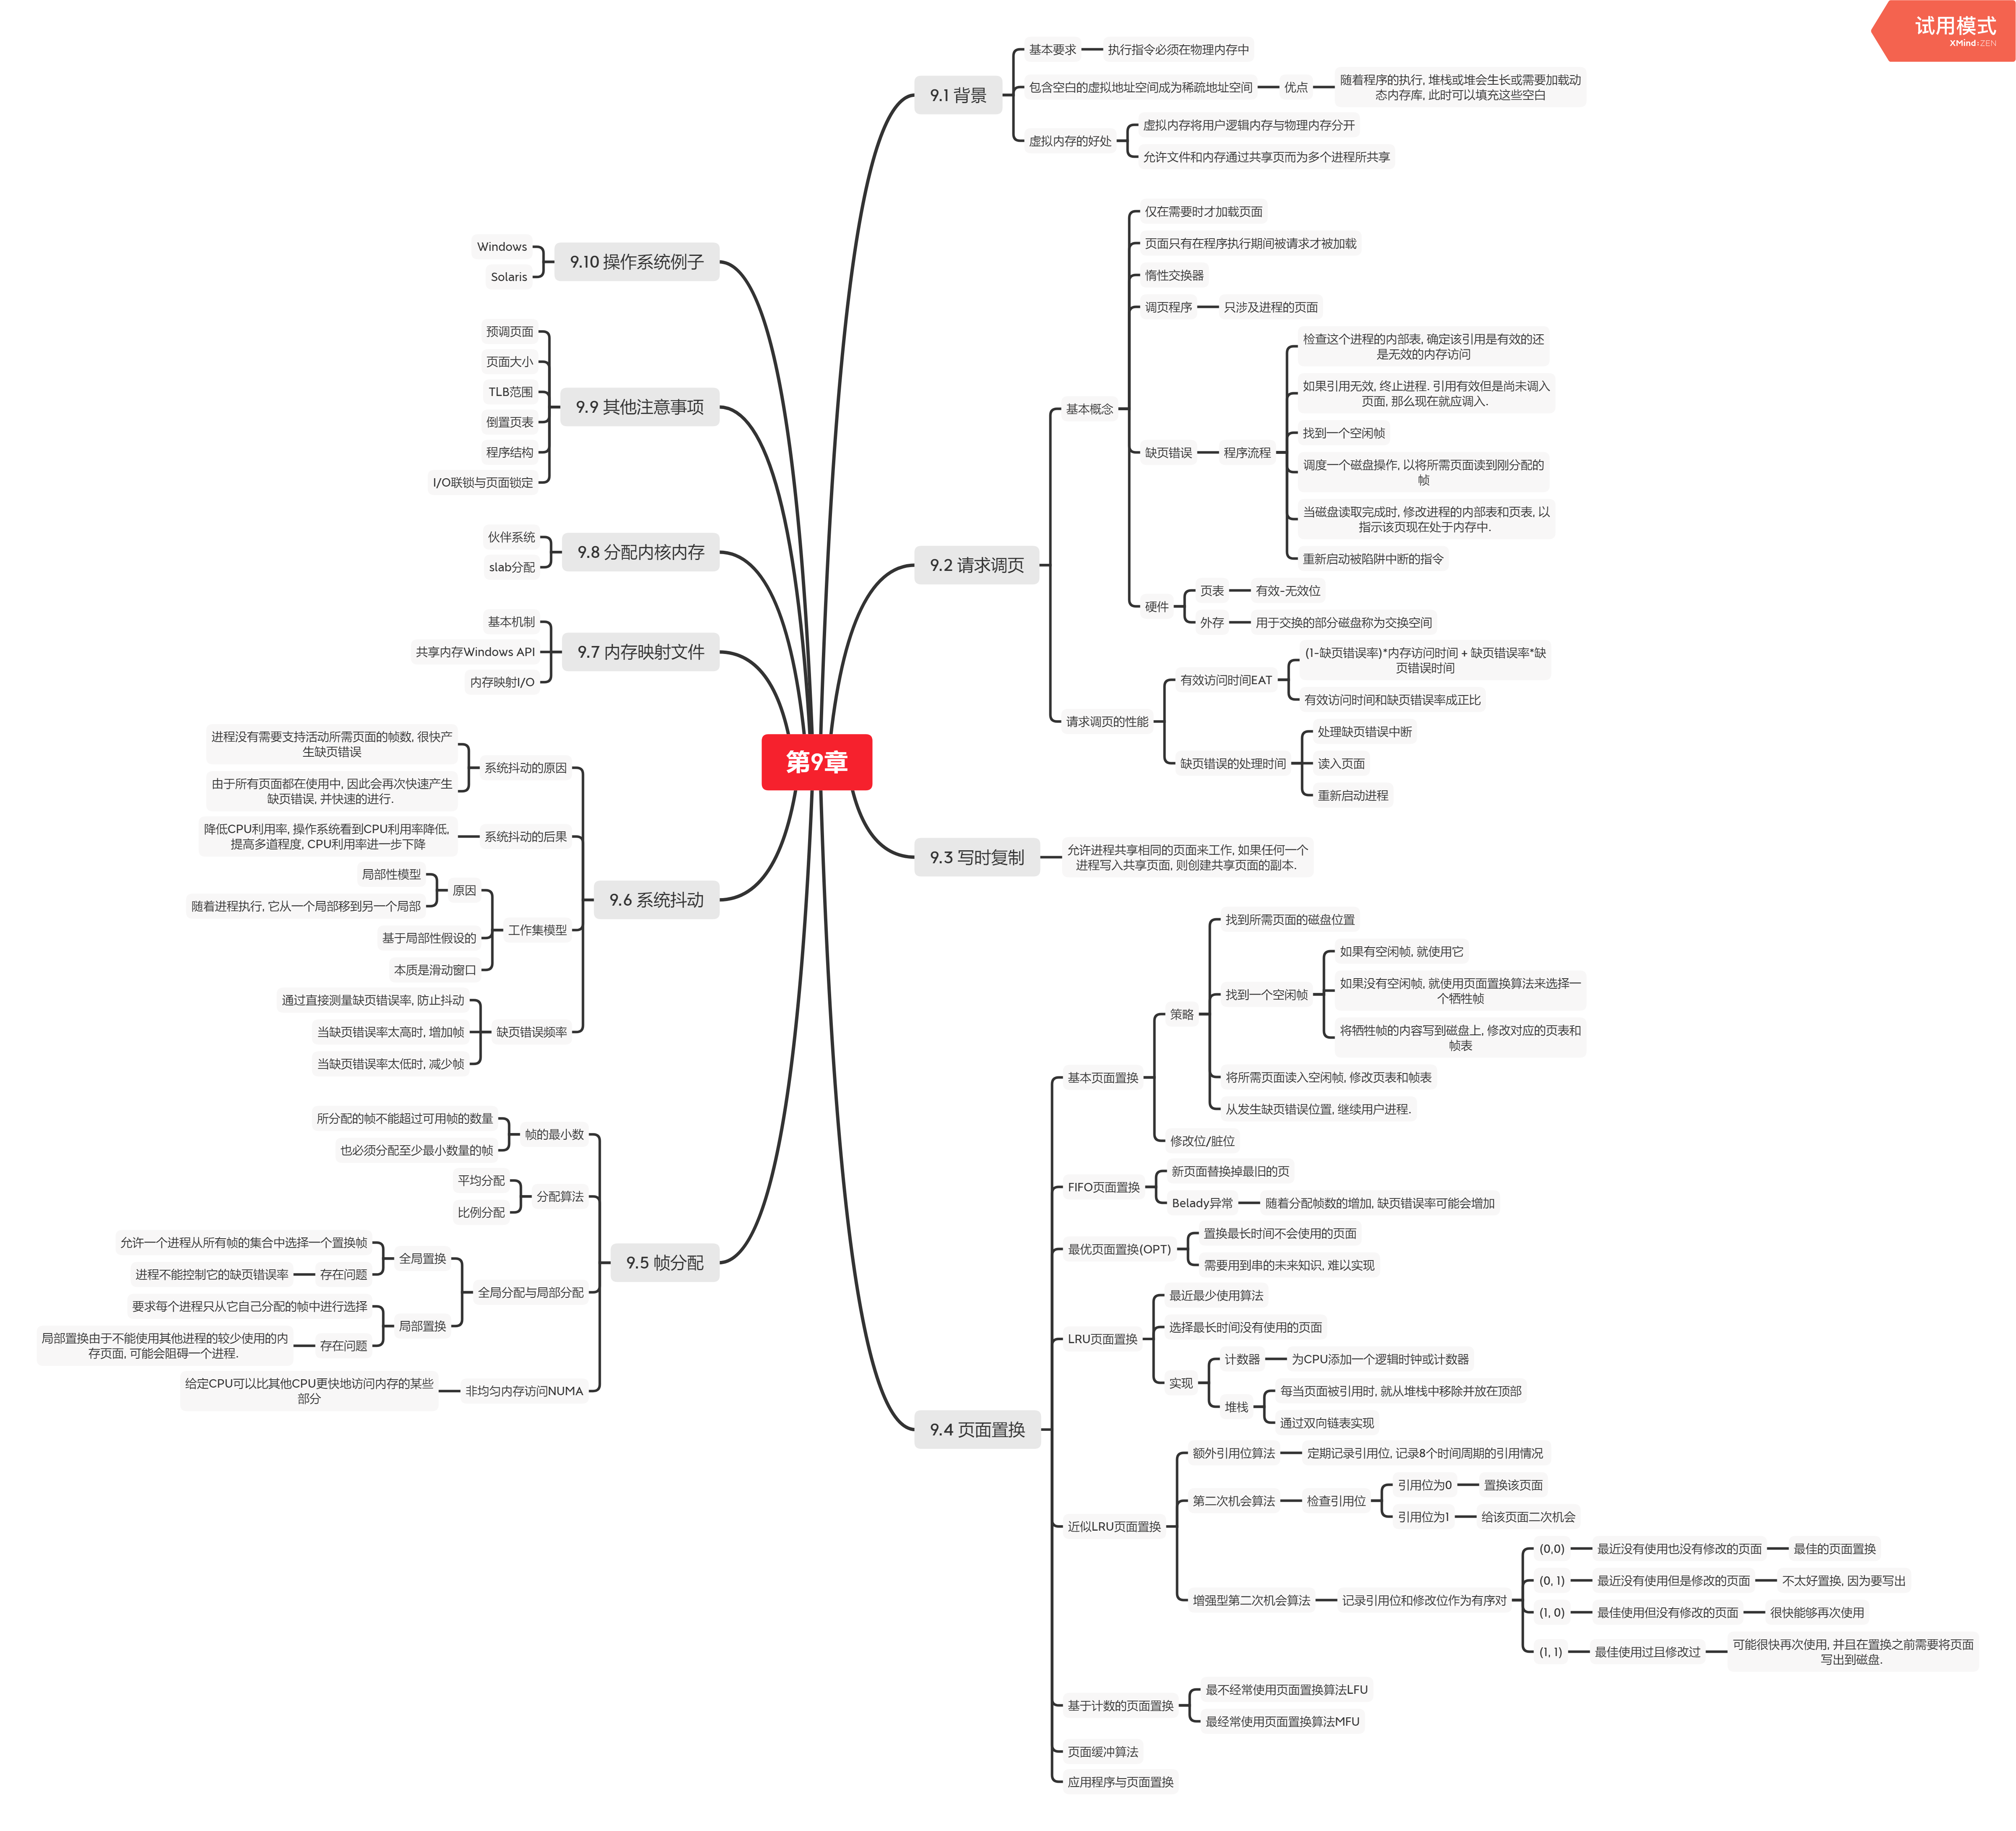 试用模式
XMind:ZEN
第9章
9.1 背景
基本要求
执行指令必须在物理内存中
包含空白的虚拟地址空间成为稀疏地址空间
优点
随着程序的执行, 堆栈或堆会生长或需要加载动
态内存库, 此时可以填充这些空白
虚拟内存的好处
虚拟内存将用户逻辑内存与物理内存分开
允许文件和内存通过共享页而为多个进程所共享
9.2 请求调页
基本概念
仅在需要时才加载页面
页面只有在程序执行期间被请求才被加载
惰性交换器
调页程序
只涉及进程的页面
缺页错误
程序流程
检查这个进程的内部表, 确定该引用是有效的还
是无效的内存访问
如果引用无效, 终止进程. 引用有效但是尚未调入
页面, 那么现在就应调入.
找到一个空闲帧
调度一个磁盘操作, 以将所需页面读到刚分配的
帧
当磁盘读取完成时, 修改进程的内部表和页表, 以
指示该页现在处于内存中.
重新启动被陷阱中断的指令
硬件
页表
有效-无效位
外存
用于交换的部分磁盘称为交换空间
请求调页的性能
有效访问时间EAT
(1-缺页错误率)*内存访问时间 + 缺页错误率*缺
页错误时间
有效访问时间和缺页错误率成正比
缺页错误的处理时间
处理缺页错误中断
读入页面
重新启动进程
9.3 写时复制
允许进程共享相同的页面来工作, 如果任何一个
进程写入共享页面, 则创建共享页面的副本.
9.4 页面置换
基本页面置换
策略
找到所需页面的磁盘位置
找到一个空闲帧
如果有空闲帧, 就使用它
如果没有空闲帧, 就使用页面置换算法来选择一
个牺牲帧
将牺牲帧的内容写到磁盘上, 修改对应的页表和
帧表
将所需页面读入空闲帧, 修改页表和帧表
从发生缺页错误位置, 继续用户进程.
修改位/脏位
FIFO页面置换
新页面替换掉最旧的页
Belady异常
随着分配帧数的增加, 缺页错误率可能会增加
最优页面置换(OPT)
置换最长时间不会使用的页面
需要用到串的未来知识, 难以实现
LRU页面置换
最近最少使用算法
选择最长时间没有使用的页面
实现
计数器
为CPU添加一个逻辑时钟或计数器
堆栈
每当页面被引用时, 就从堆栈中移除并放在顶部
通过双向链表实现
近似LRU页面置换
额外引用位算法
定期记录引用位, 记录8个时间周期的引用情况
第二次机会算法
检查引用位
引用位为0
置换该页面
引用位为1
给该页面二次机会
增强型第二次机会算法
记录引用位和修改位作为有序对
(0,0)
最近没有使用也没有修改的页面
最佳的页面置换
(0, 1)
最近没有使用但是修改的页面
不太好置换, 因为要写出
(1, 0)
最佳使用但没有修改的页面
很快能够再次使用
(1, 1)
最佳使用过且修改过
可能很快再次使用, 并且在置换之前需要将页面
写出到磁盘.
基于计数的页面置换
最不经常使用页面置换算法LFU
最经常使用页面置换算法MFU
页面缓冲算法
应用程序与页面置换
9.5 帧分配
帧的最小数
所分配的帧不能超过可用帧的数量
也必须分配至少最小数量的帧
分配算法
平均分配
比例分配
全局分配与局部分配
全局置换
允许一个进程从所有帧的集合中选择一个置换帧
存在问题
进程不能控制它的缺页错误率
局部置换
要求每个进程只从它自己分配的帧中进行选择
存在问题
局部置换由于不能使用其他进程的较少使用的内
存页面, 可能会阻碍一个进程.
非均匀内存访问NUMA
给定CPU可以比其他CPU更快地访问内存的某些
部分
9.6 系统抖动
系统抖动的原因
进程没有需要支持活动所需页面的帧数, 很快产
生缺页错误
由于所有页面都在使用中, 因此会再次快速产生
缺页错误, 并快速的进行.
系统抖动的后果
降低CPU利用率, 操作系统看到CPU利用率降低,
提高多道程度, CPU利用率进一步下降
工作集模型
原因
局部性模型
随着进程执行, 它从一个局部移到另一个局部
基于局部性假设的
本质是滑动窗口
缺页错误频率
通过直接测量缺页错误率, 防止抖动
当缺页错误率太高时, 增加帧
当缺页错误率太低时, 减少帧
9.7 内存映射文件
基本机制
共享内存Windows API
内存映射I/O
9.8 分配内核内存
伙伴系统
slab分配
9.9 其他注意事项
预调页面
页面大小
TLB范围
倒置页表
程序结构
I/O联锁与页面锁定
9.10 操作系统例子
Windows
Solaris